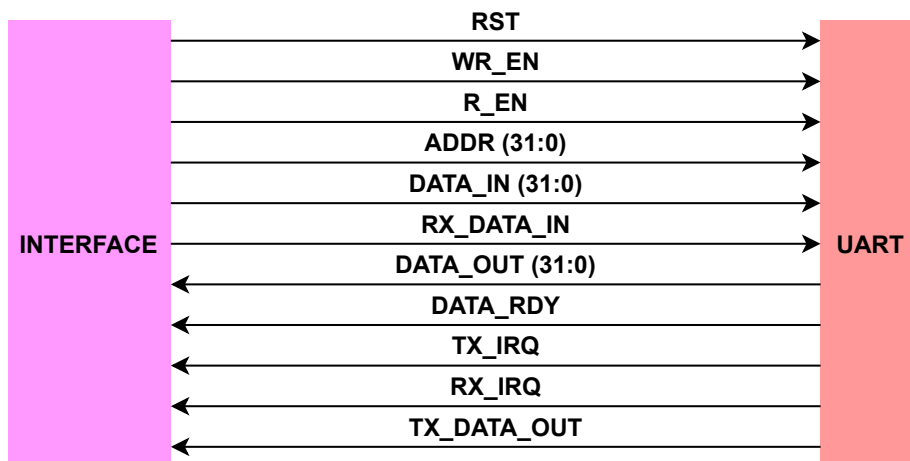 RST
WR_EN
R_EN
ADDR (31:0)
DATA_IN (31:0)
RX_DATA_IN
INTERFACE
UART
DATA_OUT (31:0)
DATA_RDY
TX_IRQ
RX_IRQ
TX_DATA_OUT